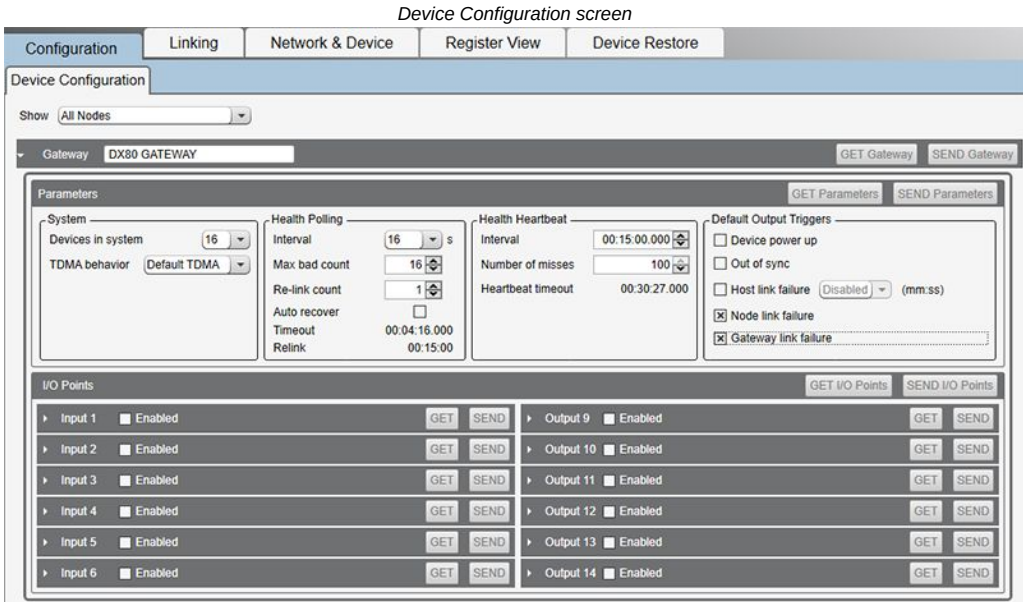 Device Configuration screen
Configuration Linking Network & Device Register View Device Restore
Device Configuration
Show All Nodes
Gateway DX80 GATEWAY GET Gateway SEND Gateway
Parameters GET Parameters SEND Parameters
System
Devices in system 16
TDMA behavior Default TDMA
Health Polling
Interval 16 s
Max bad count 16
Re-link count 1
Auto recover
Timeout 00:04:16.000
Relink 00:15:00
Health Heartbeat
Interval 00:15:00.000
Number of misses 100
Heartbeat timeout 00:30:27.000
Default Output Triggers
Device power up
Out of sync
Host link failure Disabled (mm:ss)
Node link failure
Gateway link failure
I/O Points GET I/O Points SEND I/O Points
Input 1 Enabled GET SEND Output 9 Enabled GET SEND
Input 2 Enabled GET SEND Output 10 Enabled GET SEND
Input 3 Enabled GET SEND Output 11 Enabled GET SEND
Input 4 Enabled GET SEND Output 12 Enabled GET SEND
Input 5 Enabled GET SEND Output 13 Enabled GET SEND
Input 6 Enabled GET SEND Output 14 Enabled GET SEND